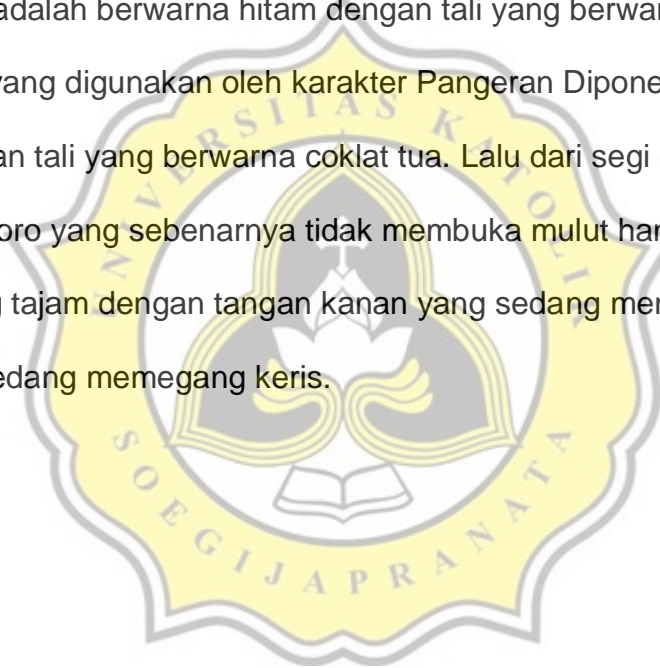 adalah berwarna hitam dengan tali yang berwar
yang digunakan oleh karakter Pangeran Dipone
an tali yang berwarna coklat tua. Lalu dari segi
oro yang sebenarnya tidak membuka mulut har
tajam dengan tangan kanan yang sedang mer
edang memegang keris.
UNIVERSITAS KATOLIK
SOEGIJAPRANATA